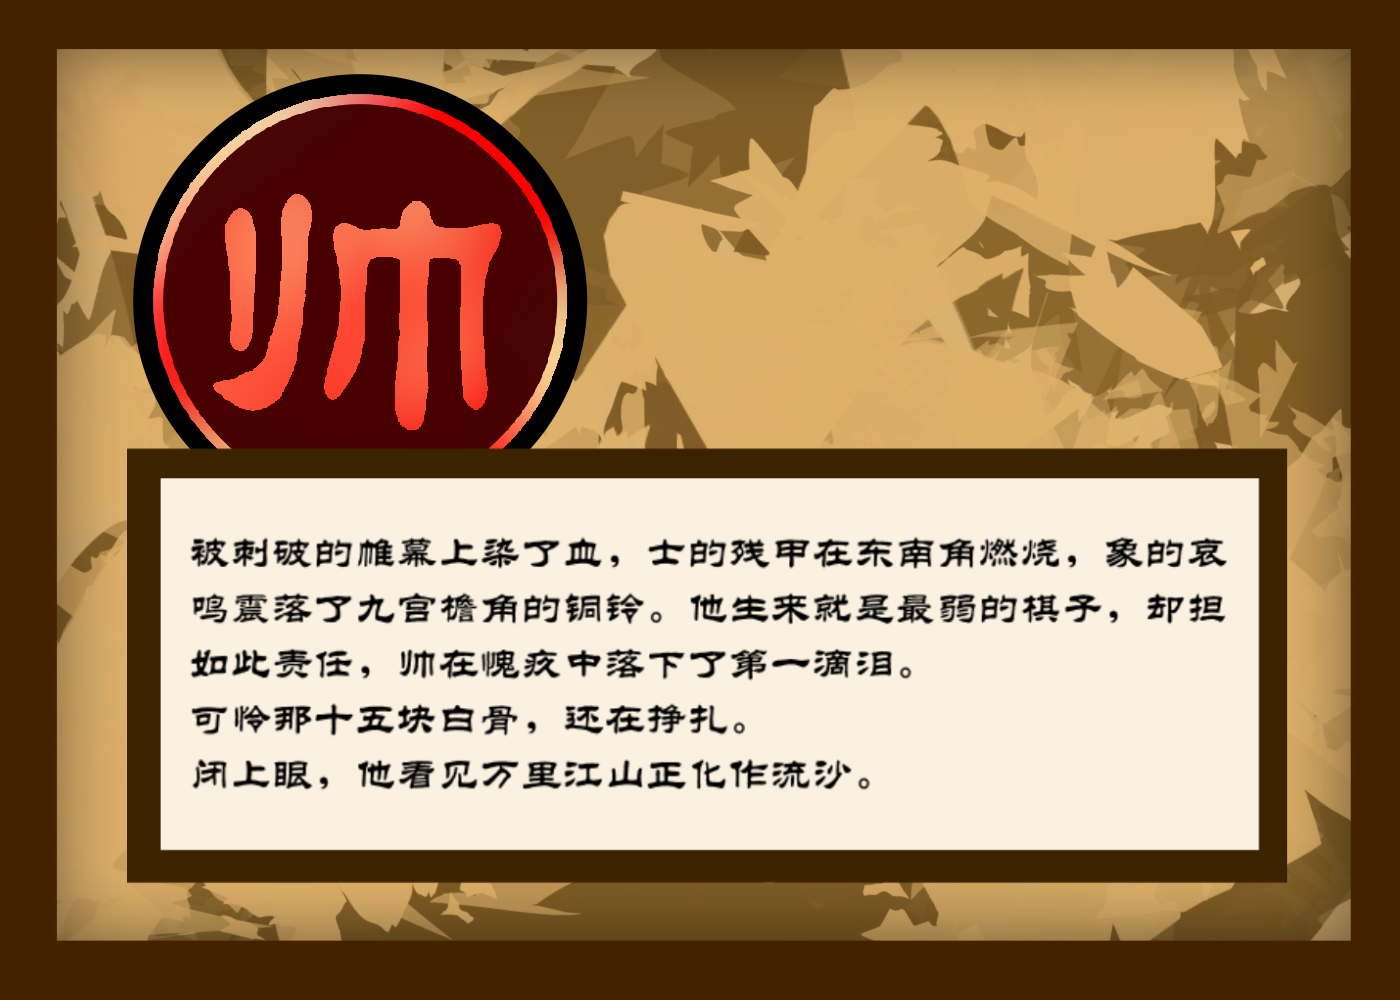 帅
被刺破的帷幕上染了血，士的残甲在东南角燃烧，象的哀
鸣震落了九宫檐角的铜铃。他生来就是最弱的棋子，却担
如此责任，帅在愧疚中落下了第一滴泪。
可怜那十五块白骨，还在挣扎。
闭上眼，他看见万里江山正化作流沙。